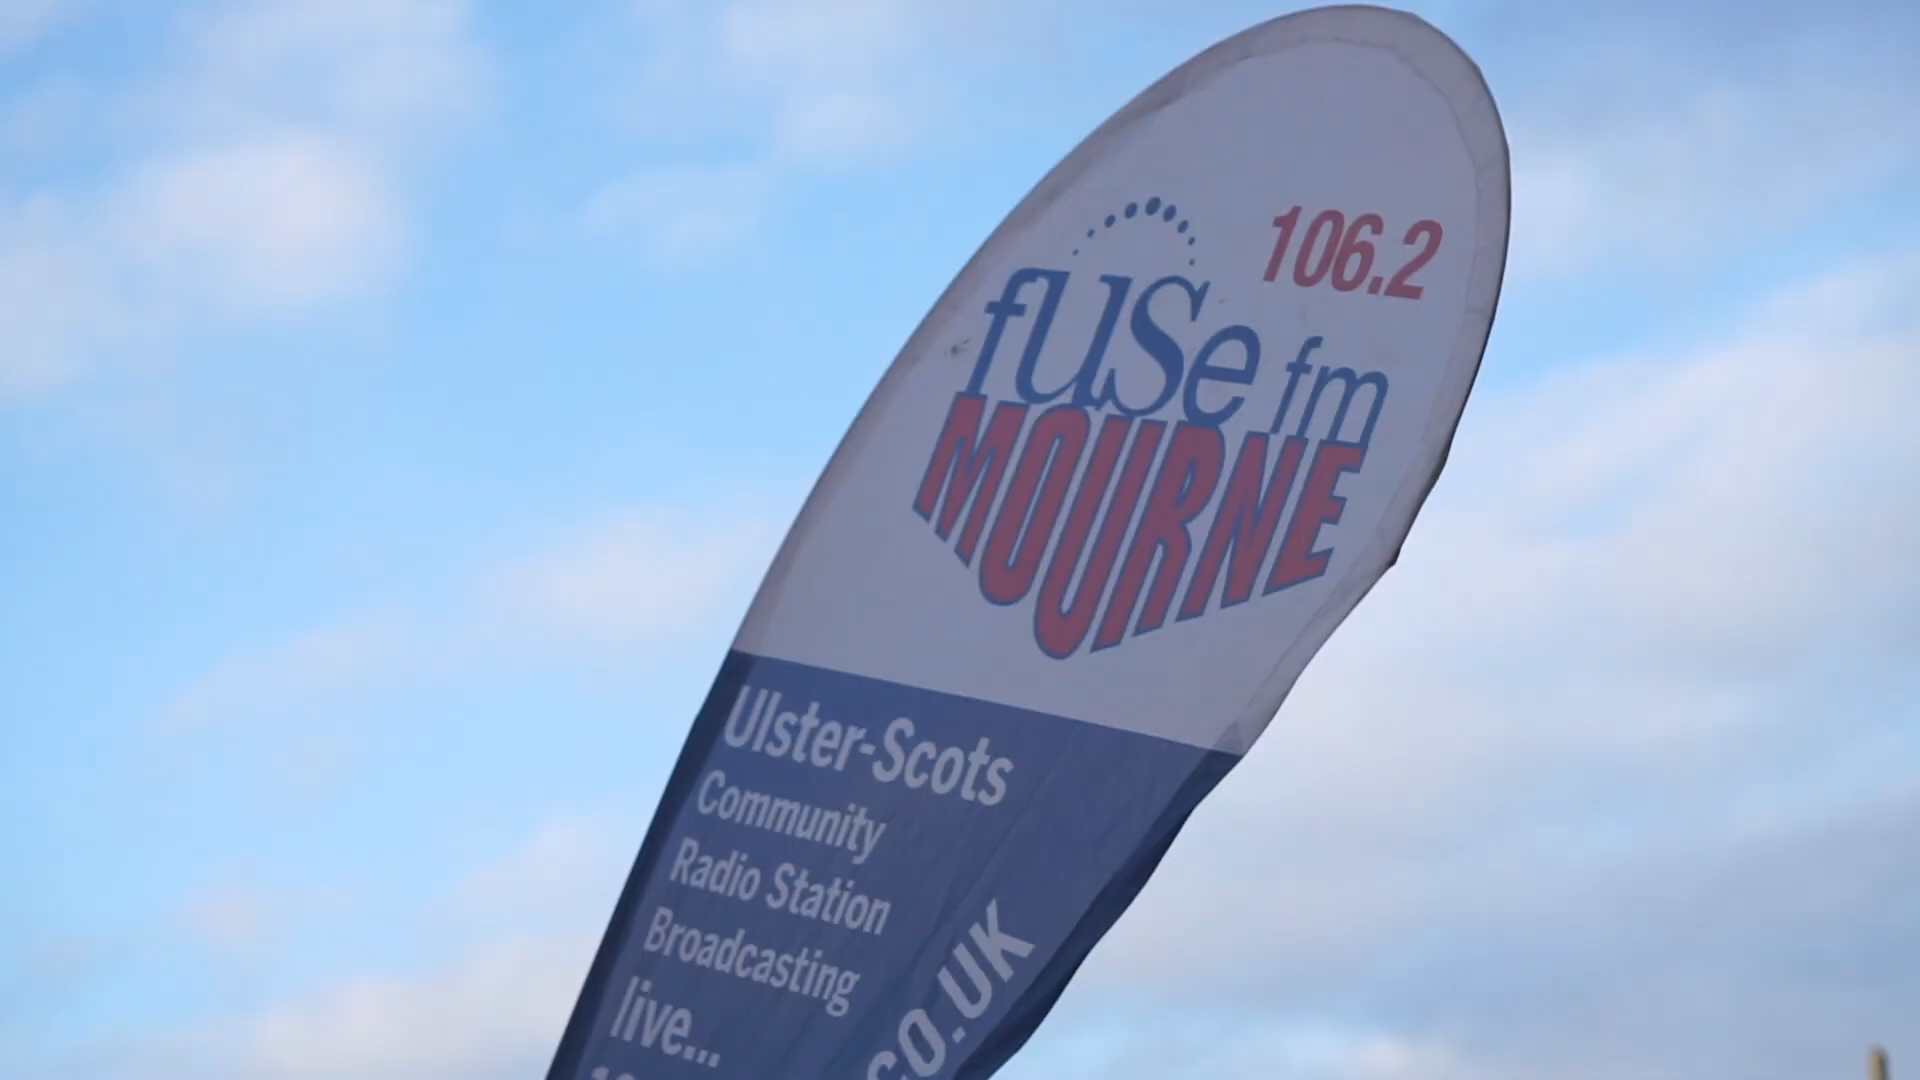 106.2
fuse fm
MOURNE
Ulster-Scots
Community
Radio Station
Broadcasting
live...
.CO.UK